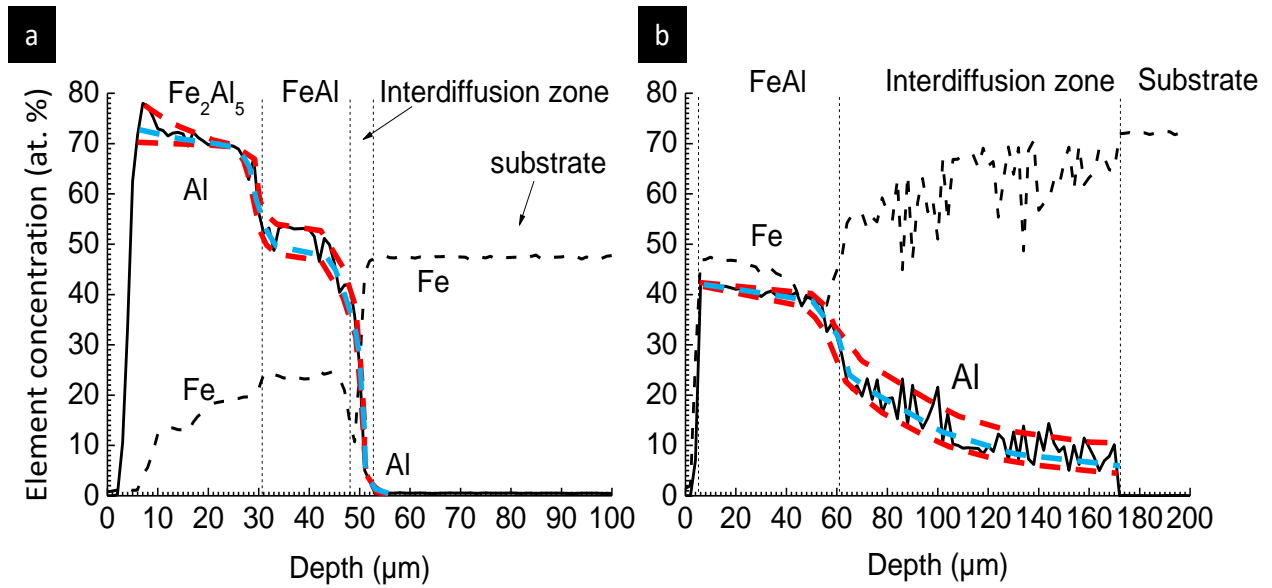 a
Fe2Al5
FeAl
Interdiffusion zone
substrate
Al
Fe
Fe
Al
Element concentration (at. %)
80
70
60
50
40
30
20
10
0
0 10 20 30 40 50 60 70 80 90 100
Depth (µm)
b
FeAl
Interdiffusion zone
Substrate
Fe
Al
80
70
60
50
40
30
20
10
0
0 20 40 60 80 100 120 140 160 180 200
Depth (µm)